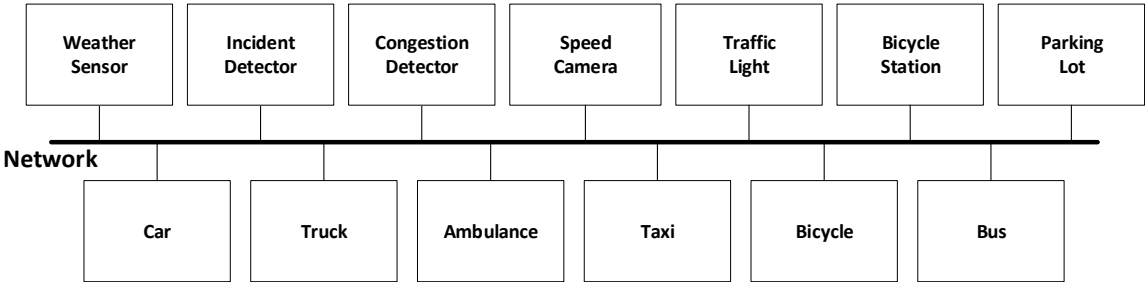 Weather
Sensor
Incident
Detector
Congestion
Detector
Speed
Camera
Traffic
Light
Bicycle
Station
Parking
Lot
Network
Car
Truck
Ambulance
Taxi
Bicycle
Bus